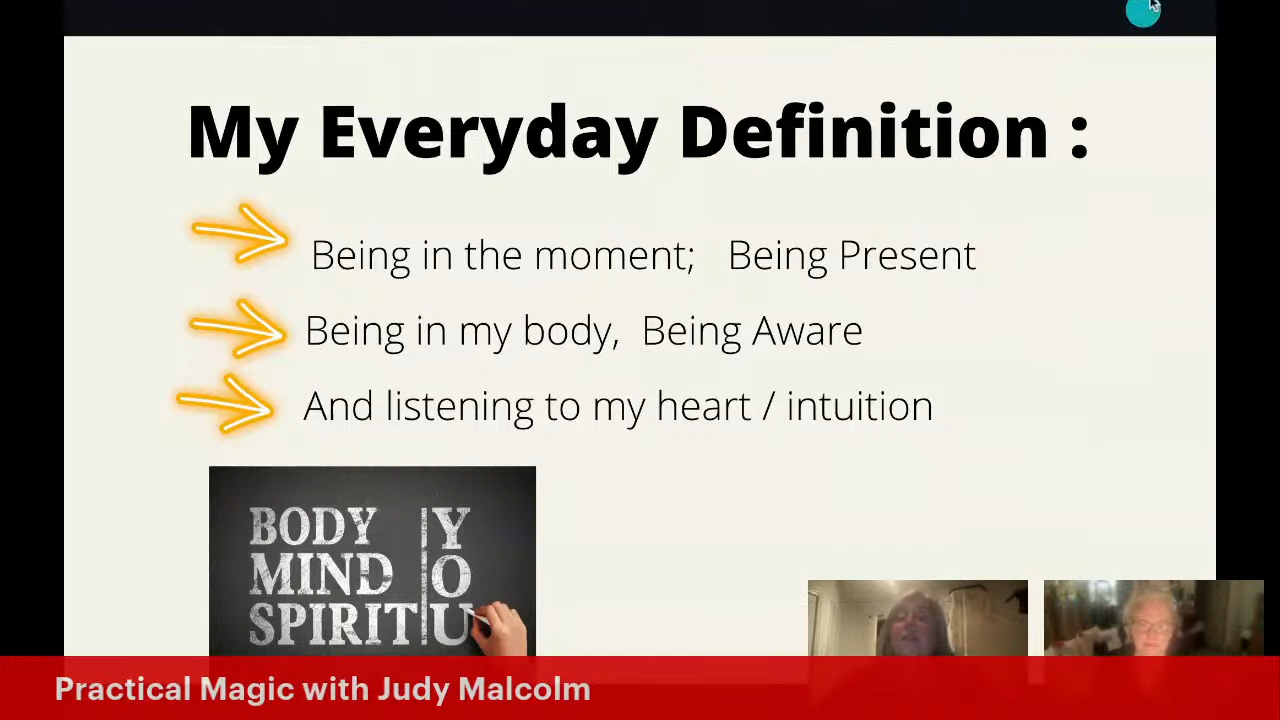 My Everyday Definition :
Being in the moment;   Being Present
Being in my body,  Being Aware
And listening to my heart / intuition
BODY
MIND
SPIRIT
YOU
Practical Magic with Judy Malcolm